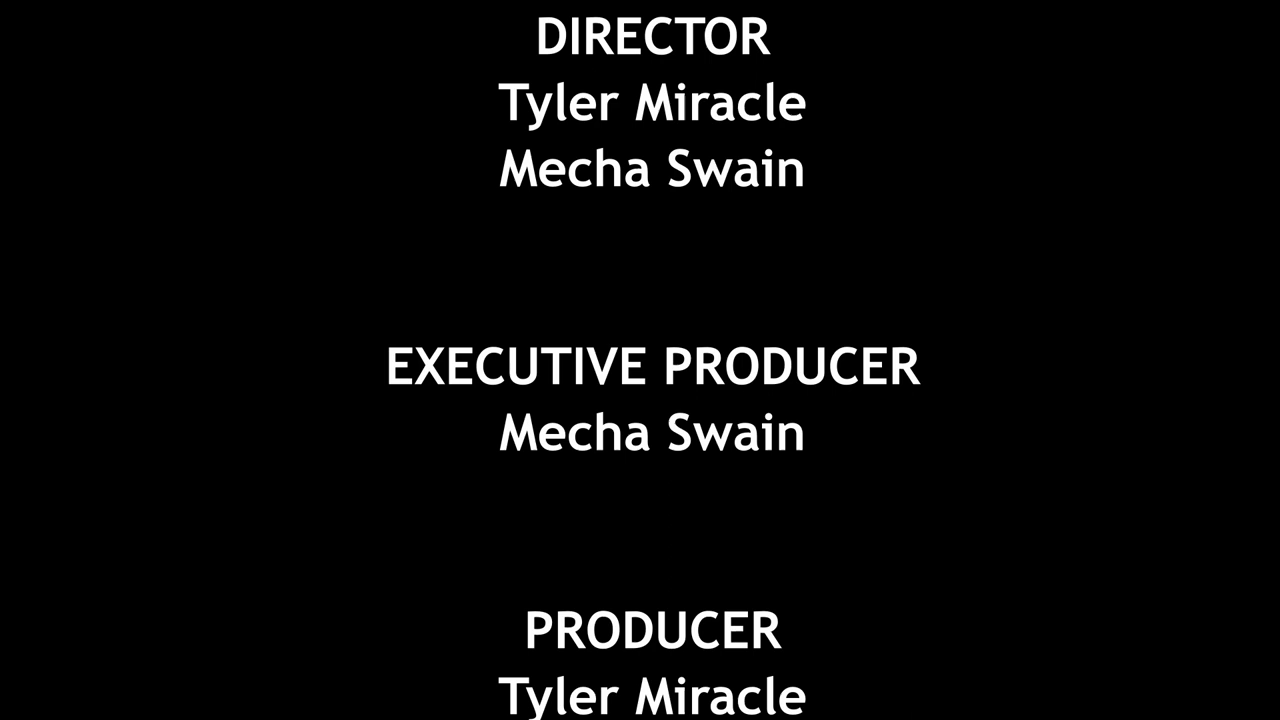 DIRECTOR
Tyler Miracle
Mecha Swain
EXECUTIVE PRODUCER
Mecha Swain
PRODUCER
Tyler Miracle